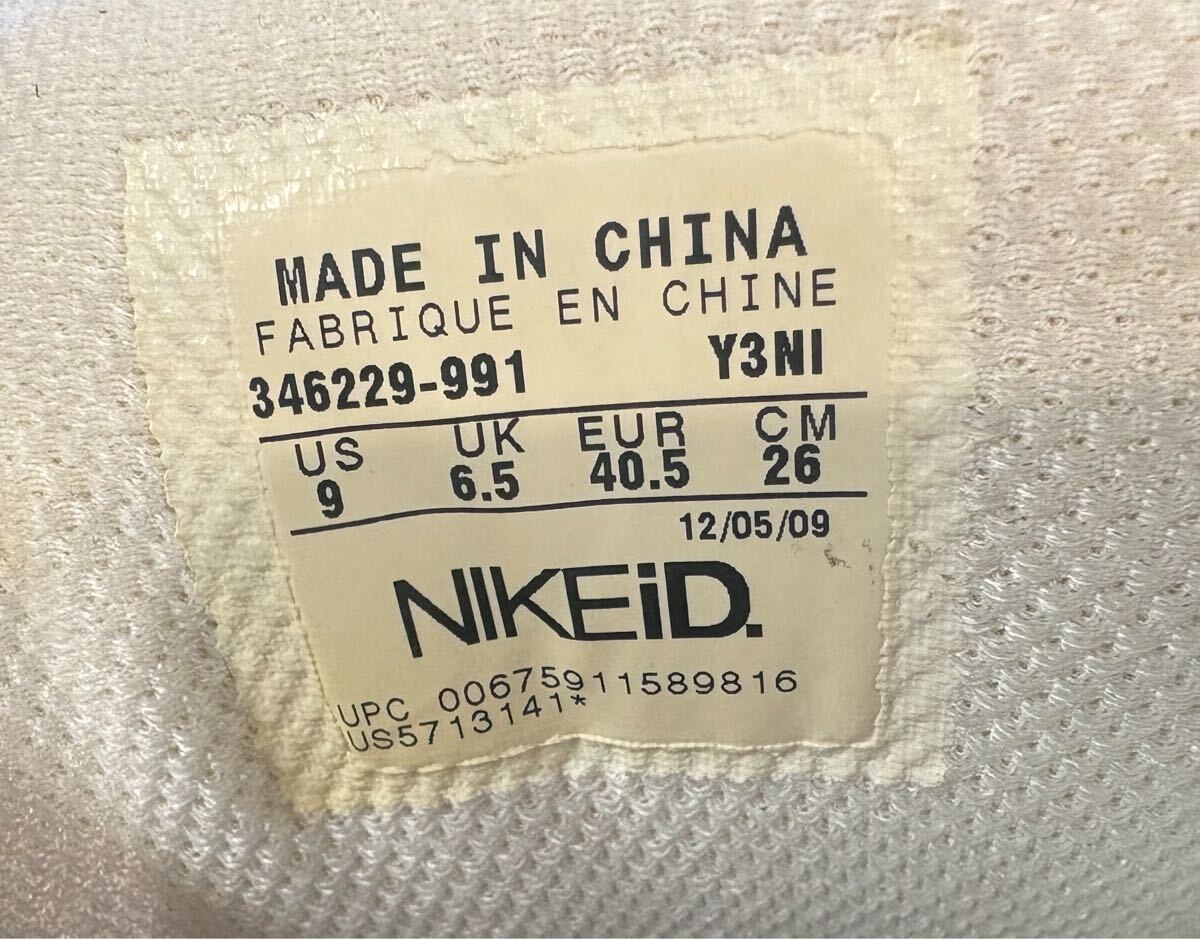 MADE IN CHINA
FABRIQUE EN CHINE
346229-991 Y3NI
US UK EUR CM
9 6.5 40.5 26
12/05/09
NIKEiD.
UPC 00675911589816
US5713141*